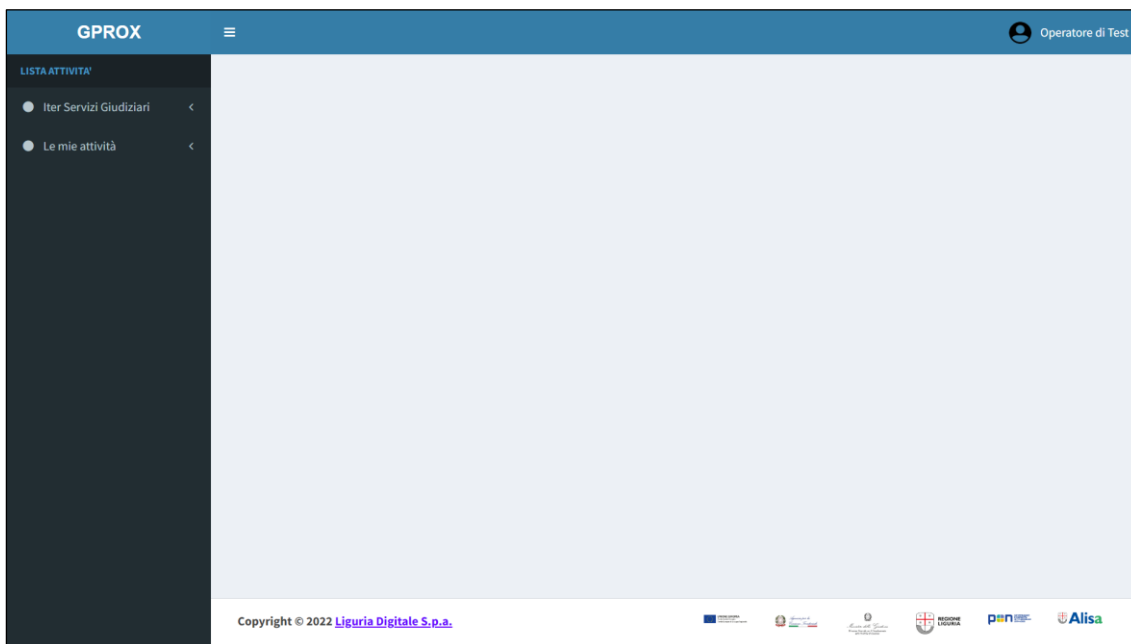 GPROX
Operatore di Test
LISTA ATTIVITA'
Iter Servizi Giudiziari
Le mie attività
Copyright © 2022 Liguria Digitale S.p.a.
REGIONE
LIGURIA
pon
Alisa